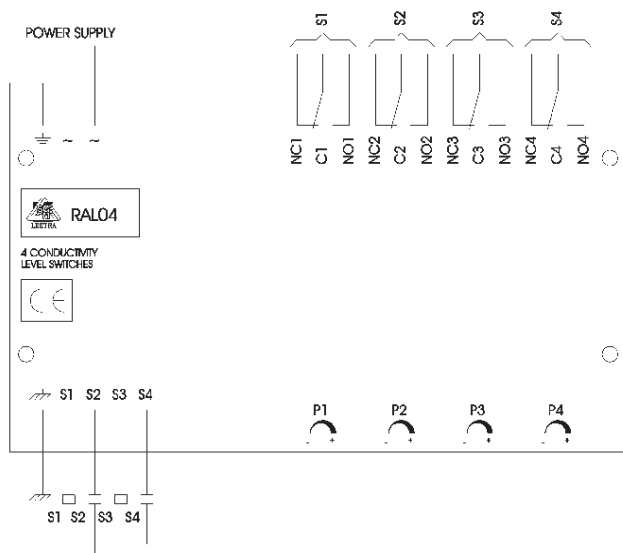 POWER SUPPLY
S1 S2 S3 S4
~ ~
NC1 C1 NO1 NC2 C2 NO2 NC3 C3 NO3 NC4 C4 NO4
LEETRA
RAL04
4 CONDUCTIVITY
LEVEL SWITCHES
CE
S1 S2 S3 S4
P1 P2 P3 P4
- + - + - + - +
S1 S2 S3 S4